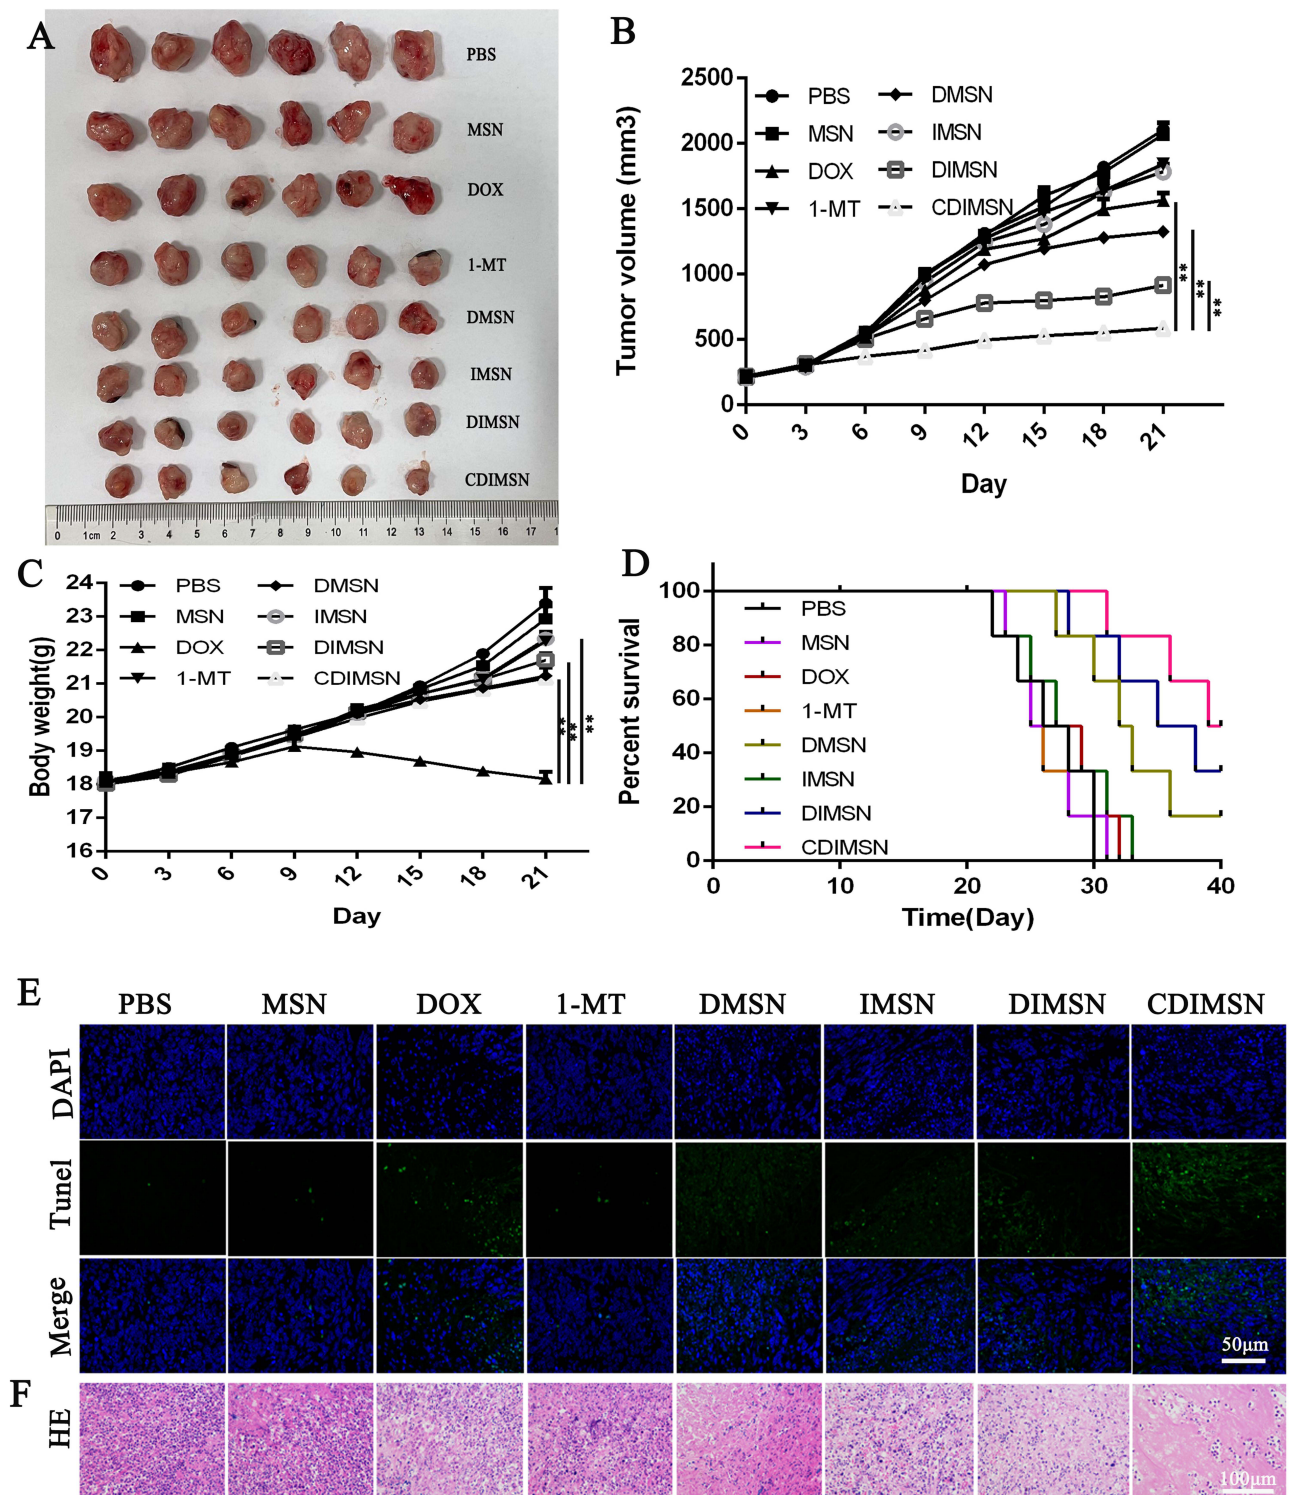 A
PBS
MSN
DOX
1-MT
DMSN
IMSN
DIMSN
CDIMSN
0 1cm 2 3 4 5 6 7 8 9 10 11 12 13 14 15 16 17 1
B
Tumor volume (mm3)
2500
2000
1500
1000
500
0
PBS
MSN
DOX
1-MT
DMSN
IMSN
DIMSN
CDIMSN
**
**
**
0 3 6 9 12 15 18 21
Day
C
Body weight(g)
24
23
22
21
20
19
18
17
16
PBS
MSN
DOX
1-MT
DMSN
IMSN
DIMSN
CDIMSN
**
**
**
0 3 6 9 12 15 18 21
Day
D
Percent survival
100
80
60
40
20
0
PBS
MSN
DOX
1-MT
DMSN
IMSN
DIMSN
CDIMSN
0 10 20 30 40
Time(Day)
E
PBS MSN DOX 1-MT DMSN IMSN DIMSN CDIMSN
DAPI
Tunel
Merge
50μm
F
HE
100μm